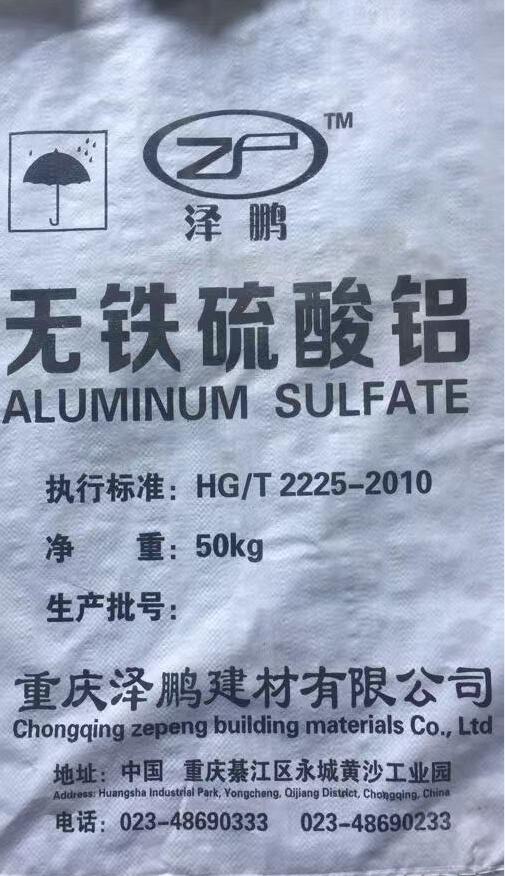 ZP TM
泽鹏
无铁硫酸铝
ALUMINUM SULFATE
执行标准：HG/T 2225-2010
净 重：50kg
生产批号：
重庆泽鹏建材有限公司
Chongqing zepeng building materials Co., Ltd
地址：中国 重庆綦江区永城黄沙工业园
Address: Huangsha Industrial Park, Yongcheng, Qijiang District, Chongqing, China
电话：023-48690333 023-48690233